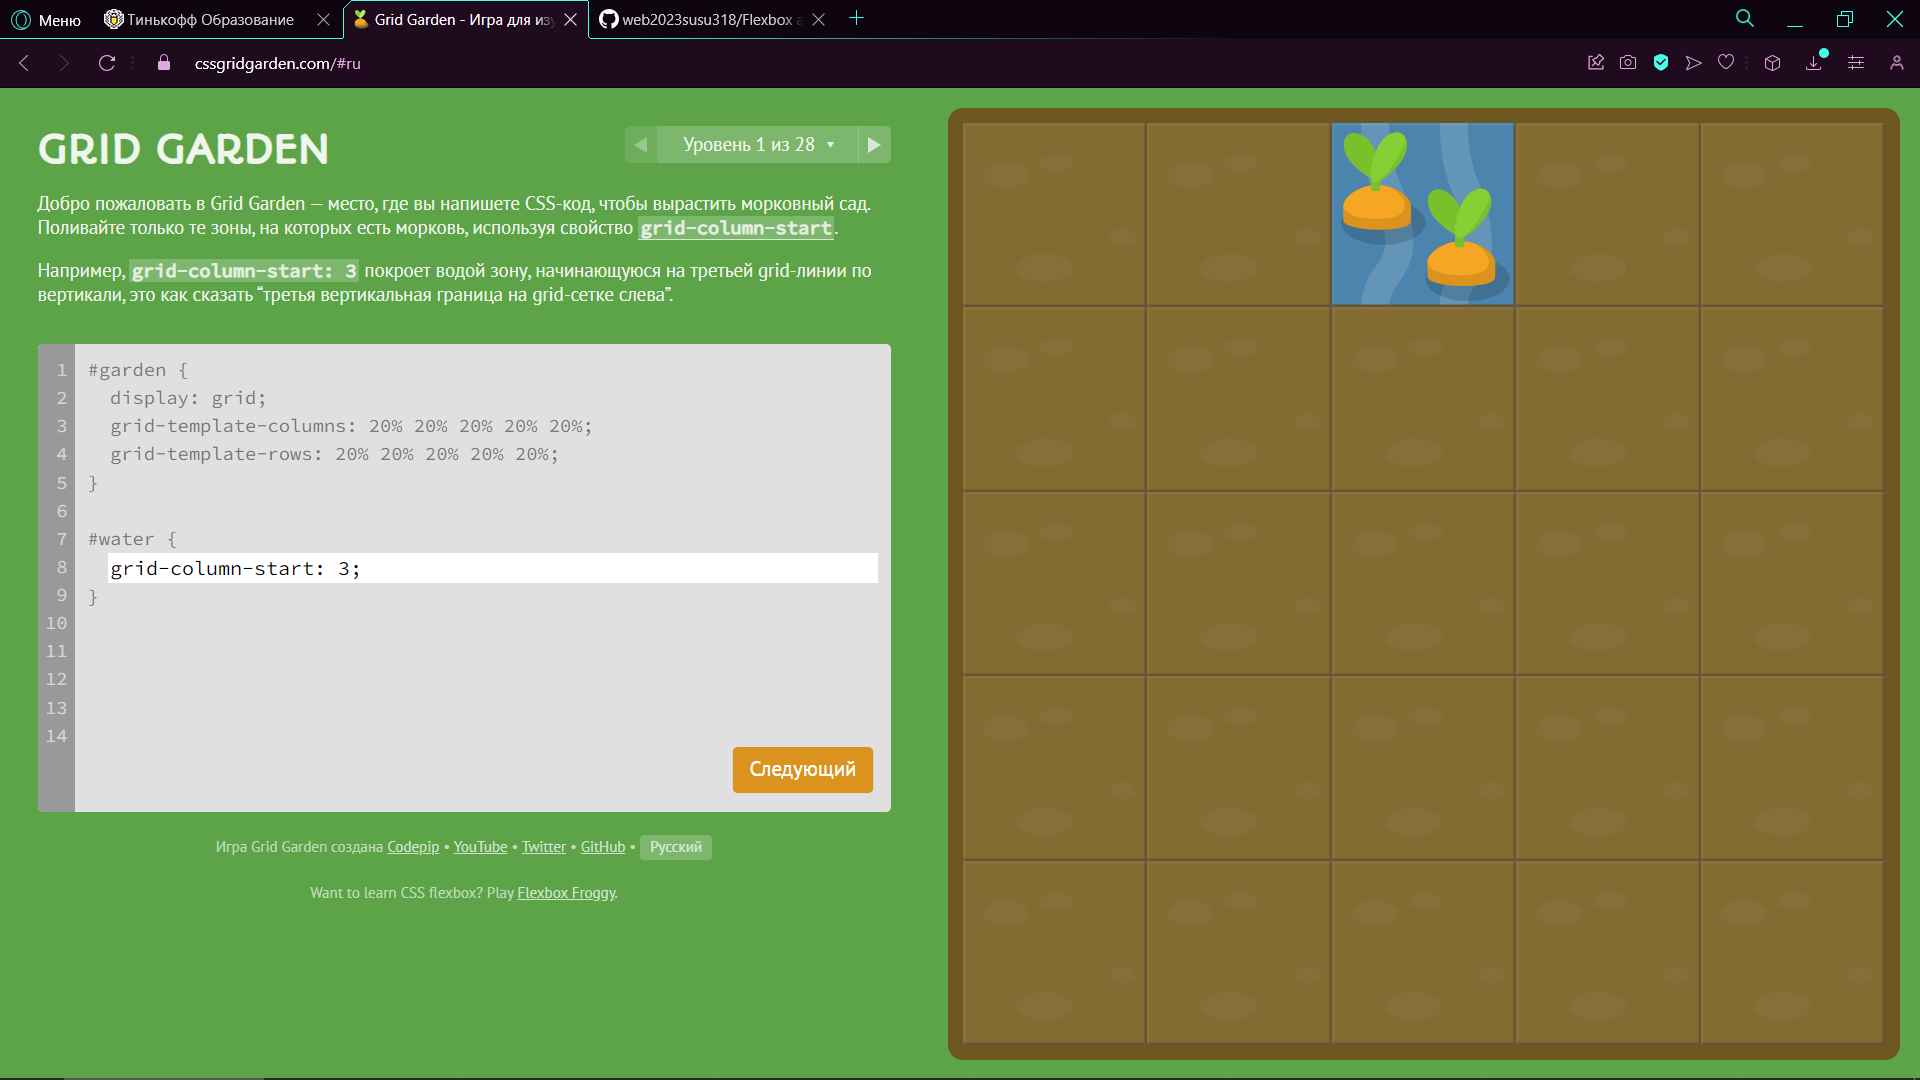 Меню
Тинькофф Образование
Grid Garden - Игра для из
web2023susu318/Flexbox a
cssgridgarden.com/#ru
GRID GARDEN
Уровень 1 из 28 ▾
Добро пожаловать в Grid Garden — место, где вы напишете CSS-код, чтобы вырастить морковный сад.
Поливайте только те зоны, на которых есть морковь, используя свойство grid-column-start.
Например, grid-column-start: 3 покроет водой зону, начинающуюся на третьей grid-линии по
вертикали, это как сказать “третья вертикальная граница на grid-сетке слева”.
1 #garden {
2 display: grid;
3 grid-template-columns: 20% 20% 20% 20% 20%;
4 grid-template-rows: 20% 20% 20% 20% 20%;
5 }
6
7 #water {
8 grid-column-start: 3;
9 }
10
11
12
13
14
Следующий
Игра Grid Garden создана Codepip • YouTube • Twitter • GitHub • Русский
Want to learn CSS flexbox? Play Flexbox Froggy.